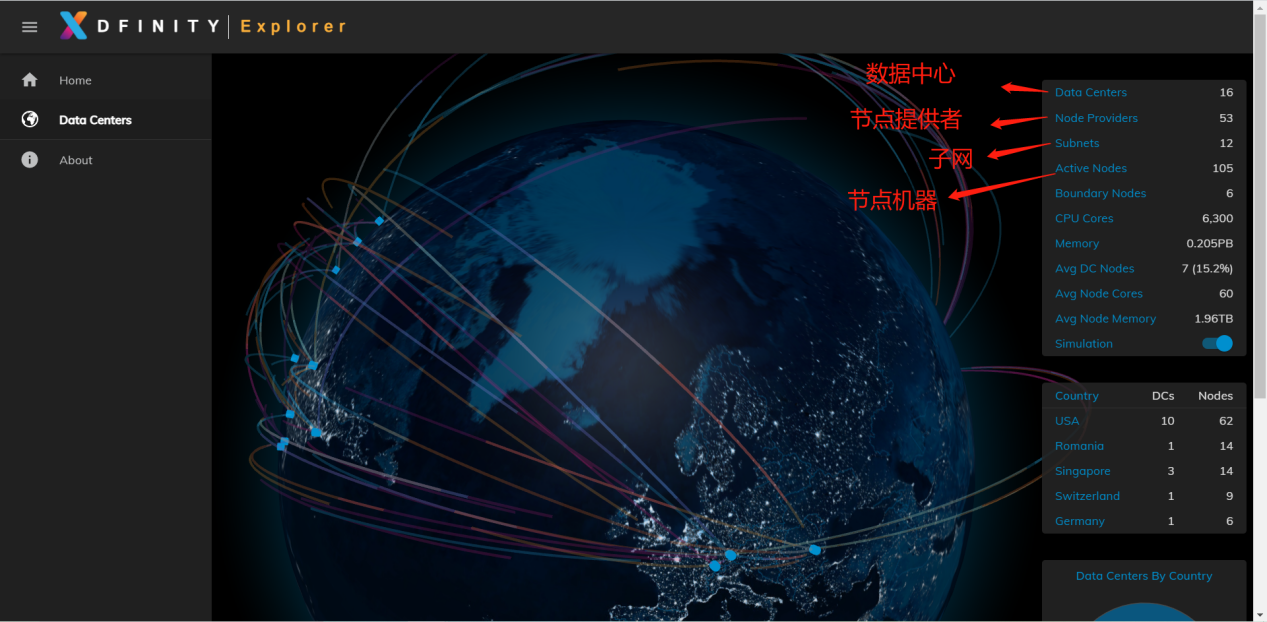 DFINITY Explorer
Home
Data Centers
About
数据中心
节点提供者
子网
节点机器
Data Centers 16
Node Providers 53
Subnets 12
Active Nodes 105
Boundary Nodes 6
CPU Cores 6,300
Memory 0.205PB
Avg DC Nodes 7 (15.2%)
Avg Node Cores 60
Avg Node Memory 1.96TB
Simulation
Country DCs Nodes
USA 10 62
Romania 1 14
Singapore 3 14
Switzerland 1 9
Germany 1 6
Data Centers By Country